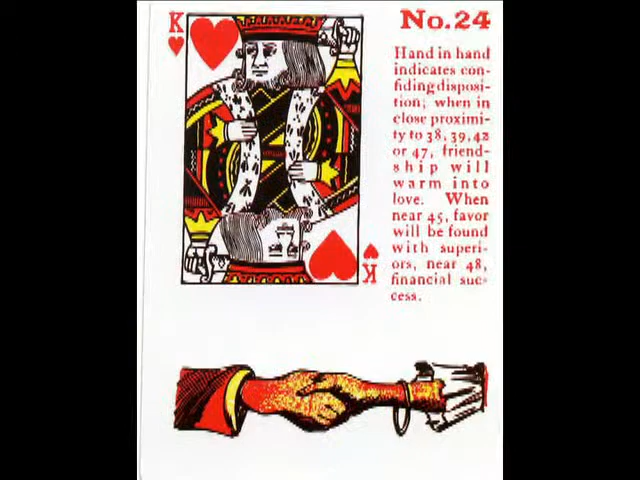 K
No.24
Hand in hand
indicates con-
fiding disposi-
tion; when in
close proximi-
ty to 38, 39, 42
or 47, friend-
ship will
warm into
love. When
near 45, favor
will be found
with superi-
ors, near 48,
financial suc-
cess.
K